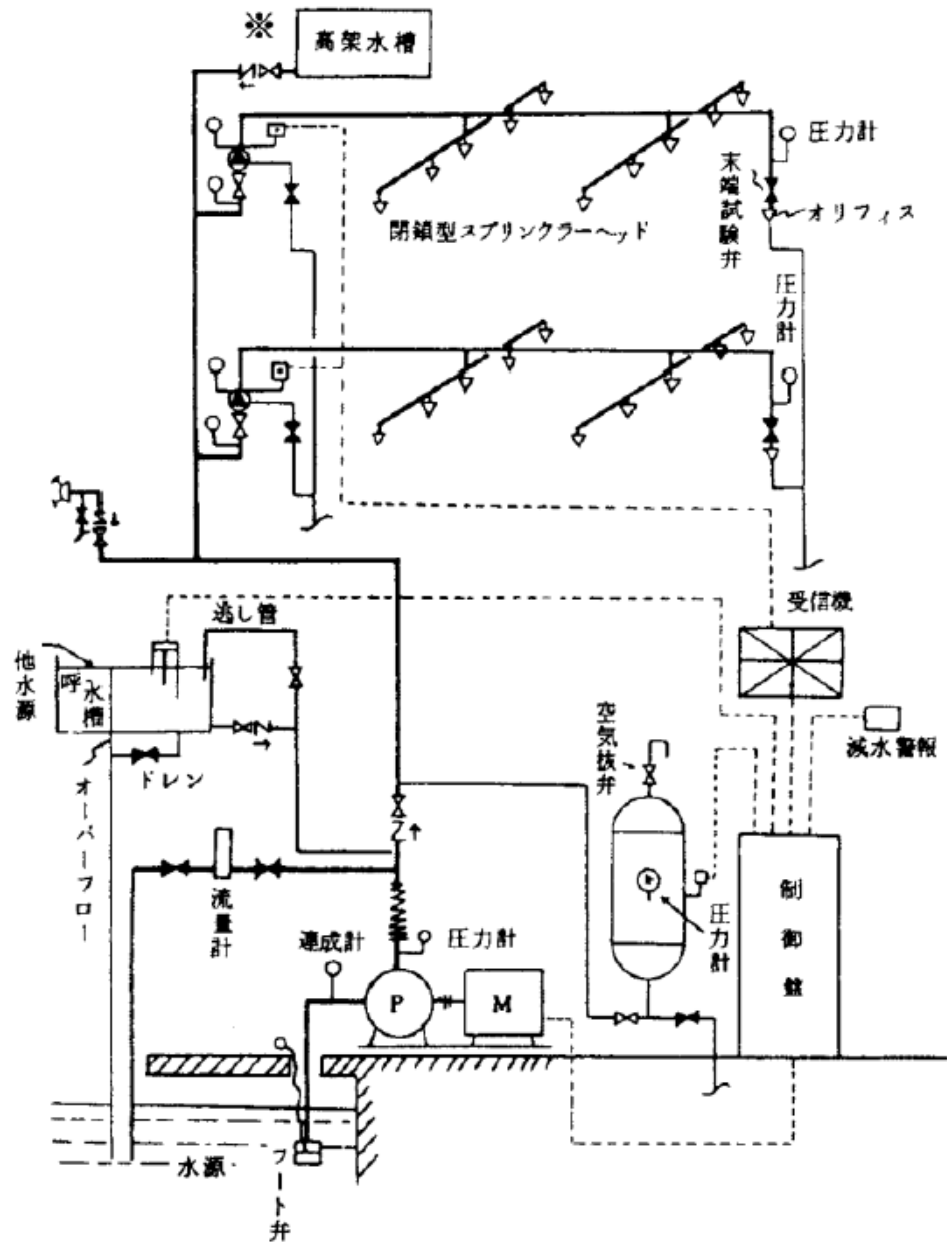 ※
高架水槽
圧力計
末端試験弁
オリフィス
閉鎖型スプリンクラーヘッド
圧力計
受信機
逃し管
他水源
呼水槽
減水警報
空気抜弁
ドレン
オーバーフロー
流量計
連成計
圧力計
圧力計
制御盤
P
M
水源
フート弁